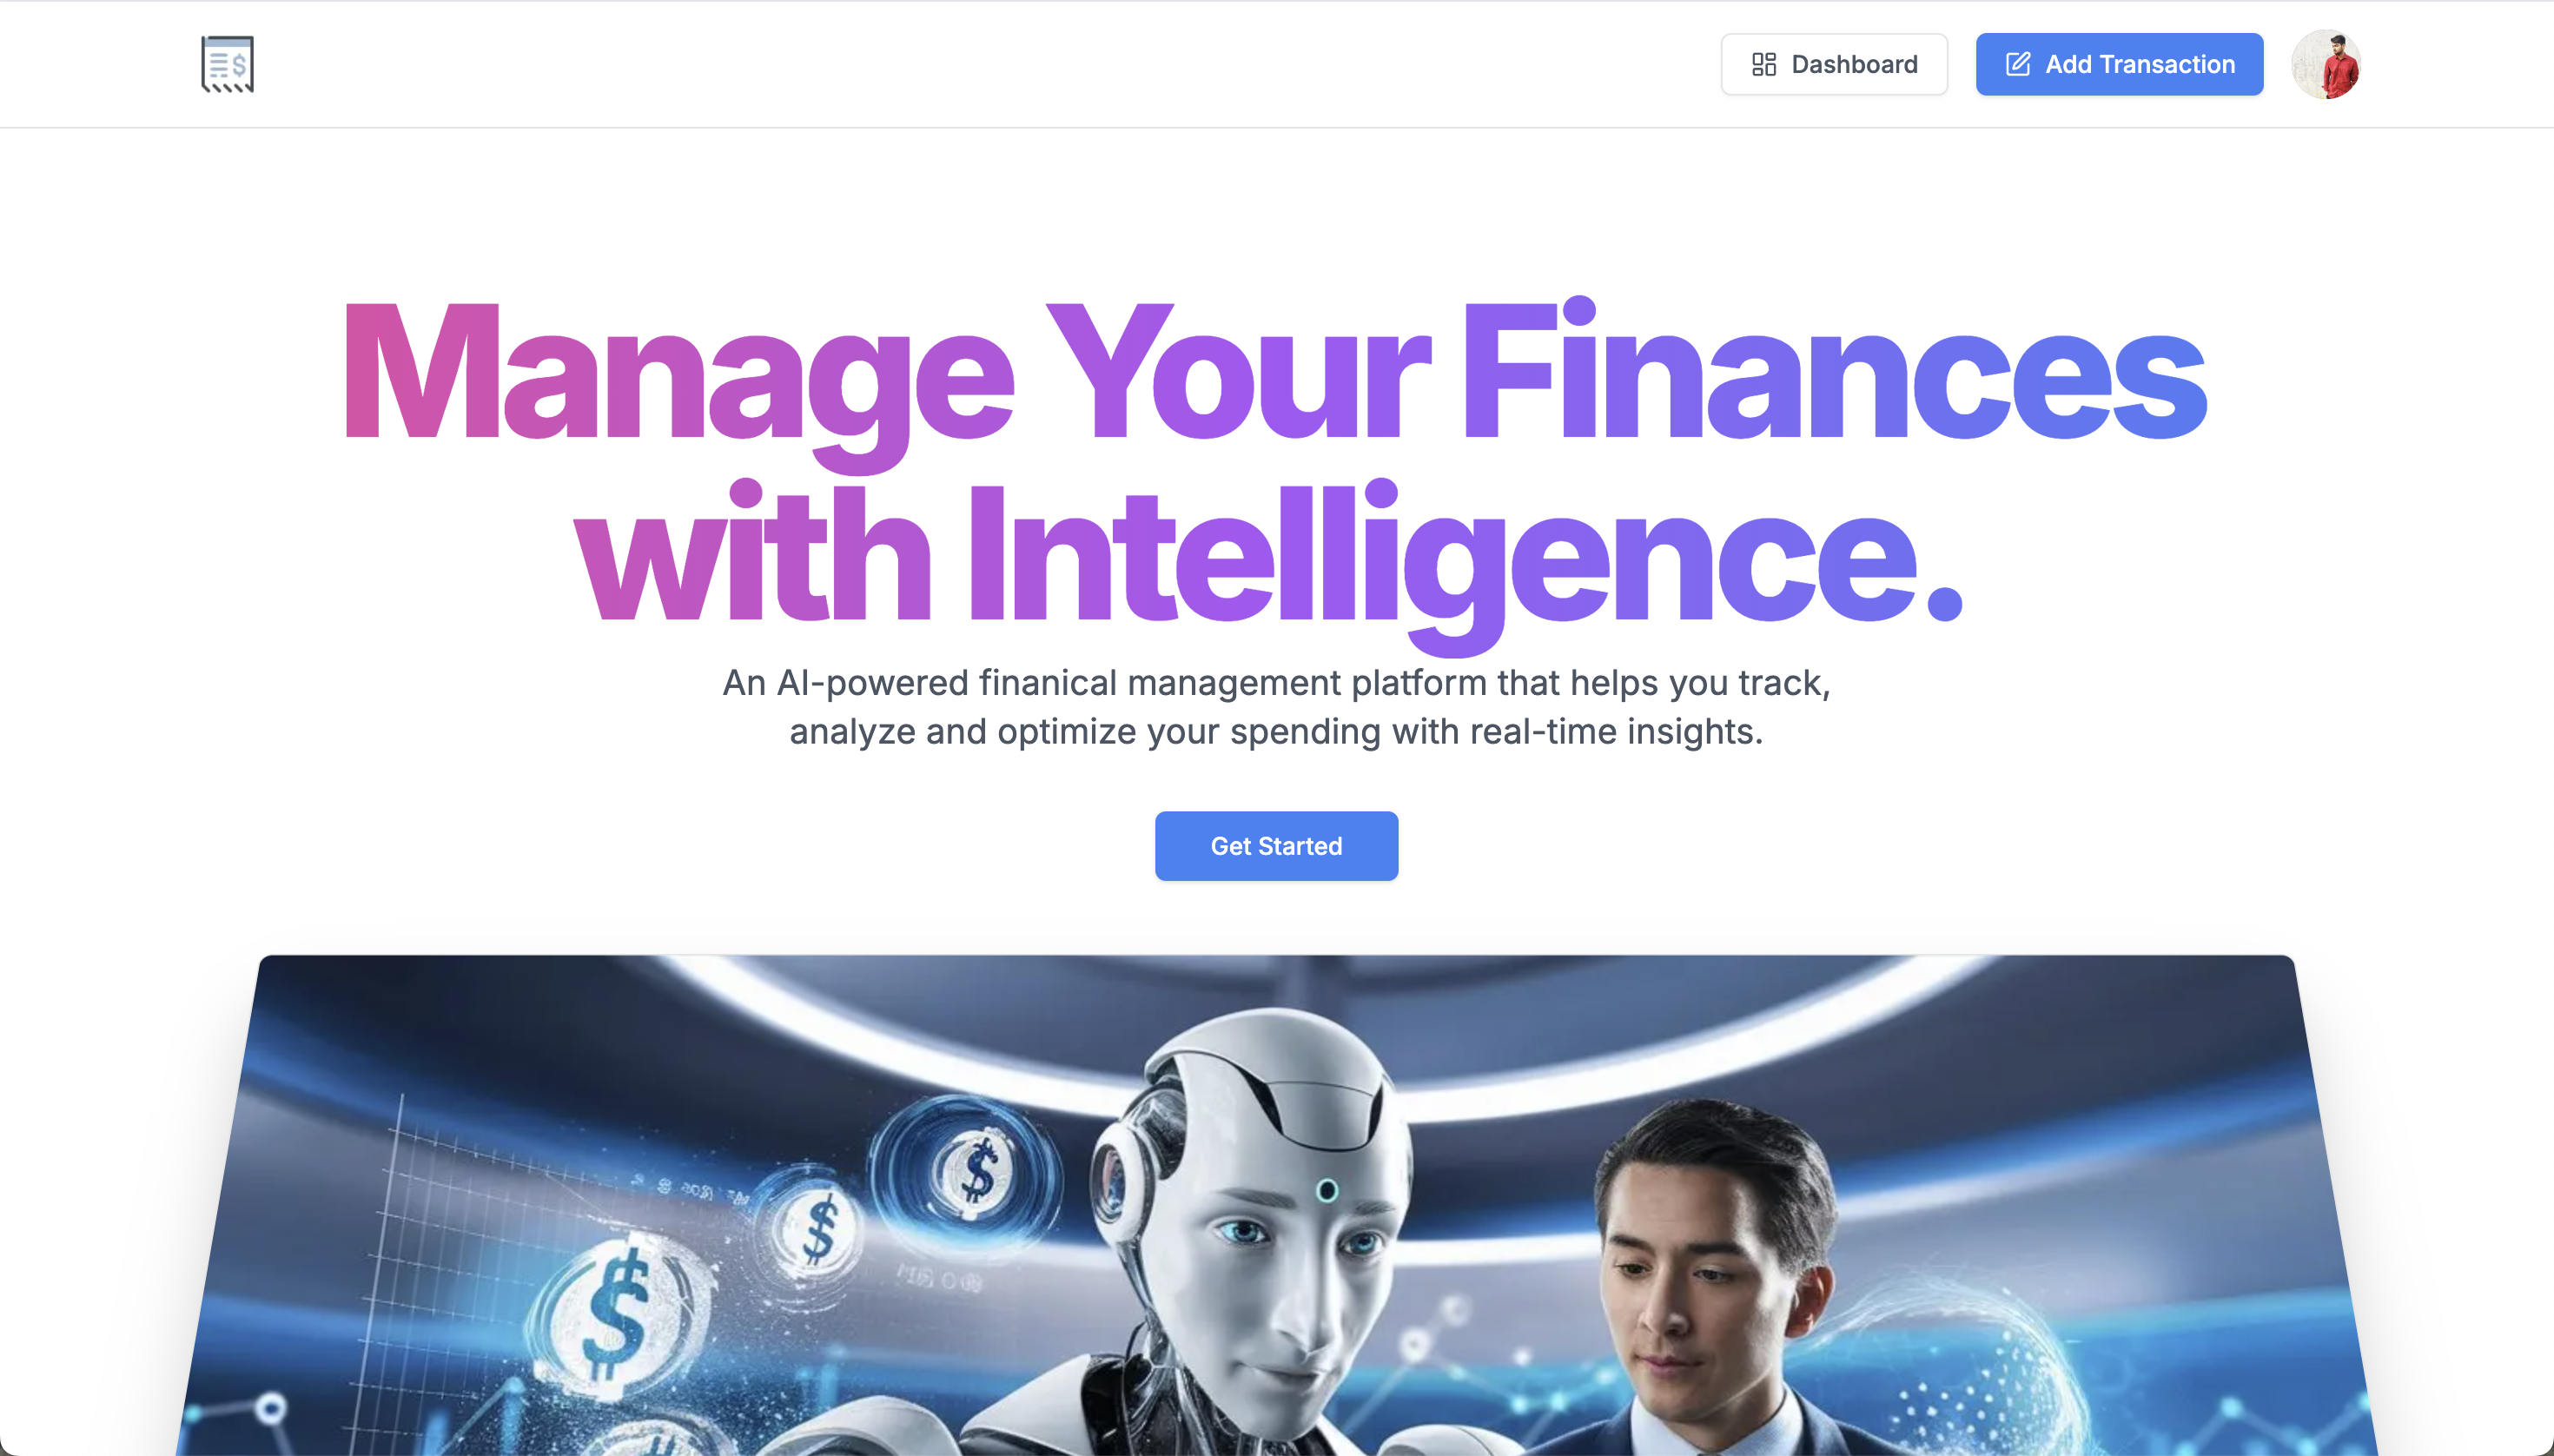 $
Dashboard
Add Transaction
Manage Your Finances
with Intelligence.
An AI-powered finanical management platform that helps you track,
analyze and optimize your spending with real-time insights.
Get Started
$
$
$